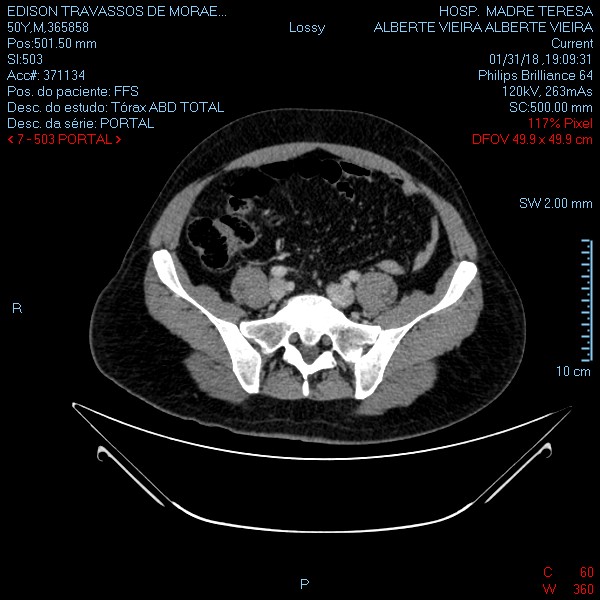 EDISON TRAVASSOS DE MORAE...
50Y,M,365858
Pos:501.50 mm
Sl:503
Acc#: 371134
Pos. do paciente: FFS
Desc. do estudo: Tórax ABD TOTAL
Desc. da série: PORTAL
< 7 - 503 PORTAL >
Lossy
HOSP. MADRE TERESA
ALBERTE VIEIRA ALBERTE VIEIRA
Current
01/31/18 ,19:09:31
Philips Brilliance 64
120kV, 263mAs
SC:500.00 mm
117% Pixel
DFOV 49.9 x 49.9 cm
SW 2.00 mm
R
10 cm
P
C 60
W 360